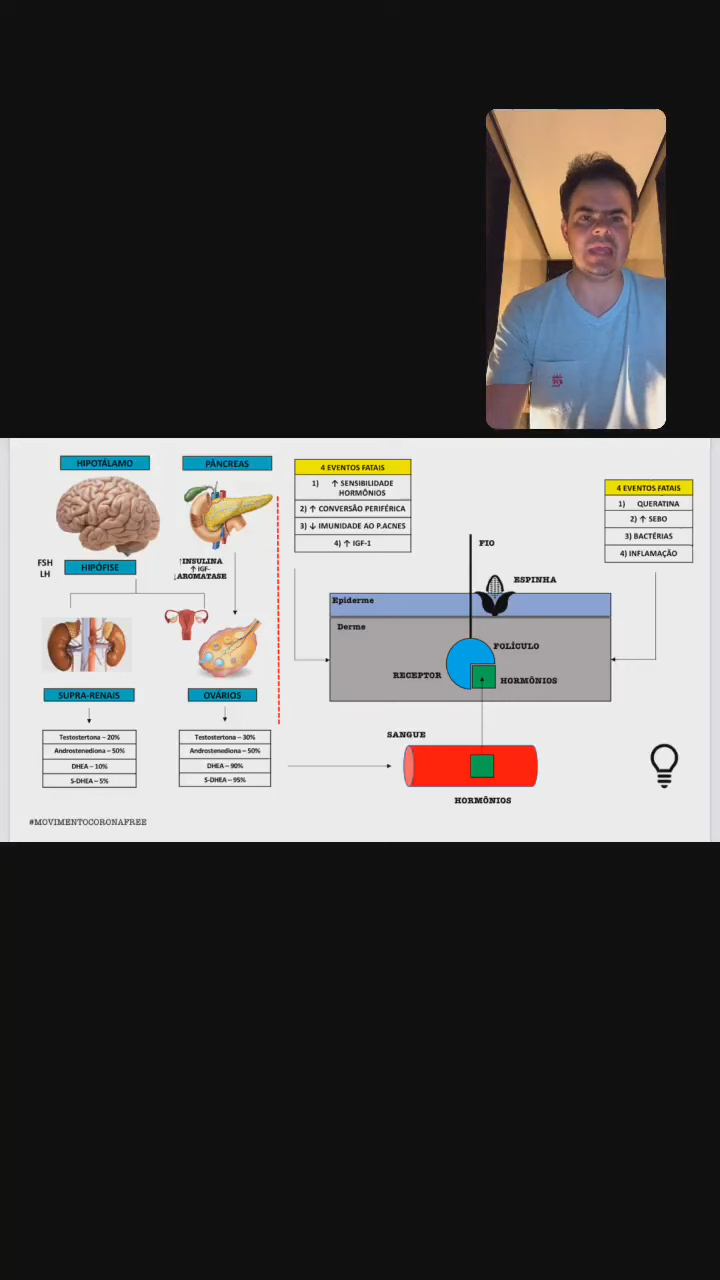 HIPOTÁLAMO
PÂNCREAS
FSH
LH
HIPÓFISE
↑INSULINA
↑ IGF-
↓AROMATASE
SUPRA-RENAIS
OVÁRIOS
Testostertona – 20%
Androstenediona – 50%
DHEA – 10%
S-DHEA – 5%
Testostertona – 30%
Androstenediona – 50%
DHEA – 90%
S-DHEA – 95%
4 EVENTOS FATAIS
1) ↑ SENSIBILIDADE
HORMÔNIOS
2) ↑ CONVERSÃO PERIFÉRICA
3) ↓ IMUNIDADE AO P.ACNES
4) ↑ IGF-1
4 EVENTOS FATAIS
1) QUERATINA
2) ↑ SEBO
3) BACTÉRIAS
4) INFLAMAÇÃO
FIO
ESPINHA
Epiderme
Derme
FOLÍCULO
RECEPTOR
HORMÔNIOS
SANGUE
HORMÔNIOS
#MOVIMENTOCORONAFREE